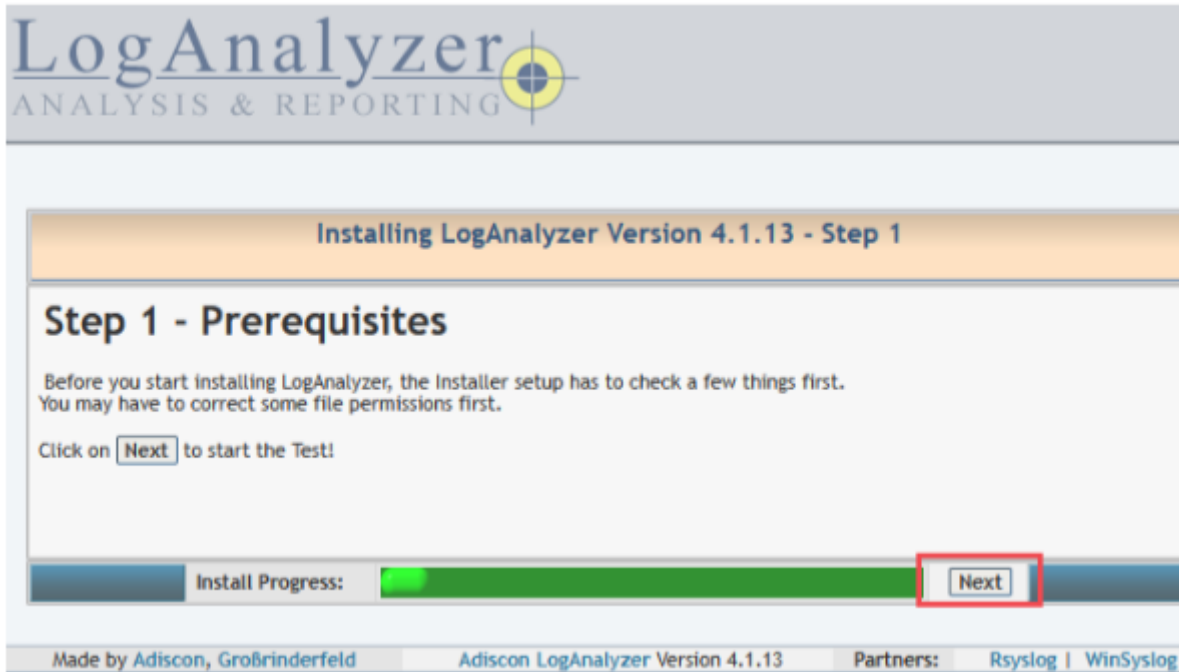 LogAnalyzer
ANALYSIS & REPORTING
Installing LogAnalyzer Version 4.1.13 - Step 1
Step 1 - Prerequisites
Before you start installing LogAnalyzer, the Installer setup has to check a few things first.
You may have to correct some file permissions first.
Click on Next to start the Test!
Install Progress: Next
Made by Adiscon, Großrinderfeld Adiscon LogAnalyzer Version 4.1.13 Partners: Rsyslog | WinSyslog